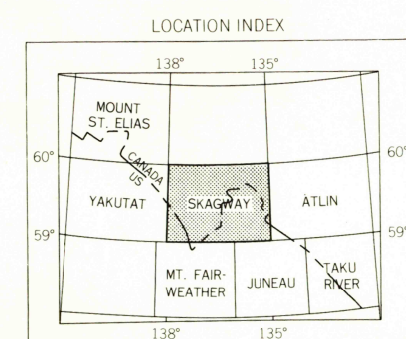 LOCATION INDEX
138° 135°
MOUNT
ST. ELIAS
60° CANADA 60°
US
YAKUTAT SKAGWAY ATLIN
59° 59°
MT. FAIR-
WEATHER JUNEAU TAKU
RIVER
138° 135°